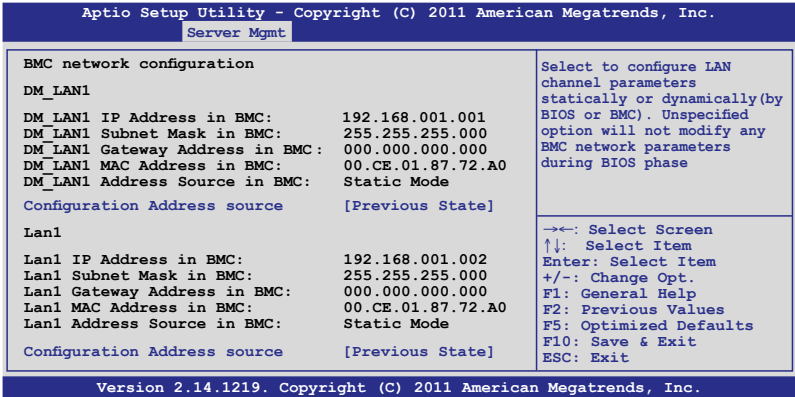 Aptio Setup Utility - Copyright (C) 2011 American Megatrends, Inc.
Server Mgmt
BMC network configuration
DM_LAN1
DM_LAN1 IP Address in BMC: 192.168.001.001
DM_LAN1 Subnet Mask in BMC: 255.255.255.000
DM_LAN1 Gateway Address in BMC: 000.000.000.000
DM_LAN1 MAC Address in BMC: 00.CE.01.87.72.A0
DM_LAN1 Address Source in BMC: Static Mode
Configuration Address source [Previous State]
Lan1
Lan1 IP Address in BMC: 192.168.001.002
Lan1 Subnet Mask in BMC: 255.255.255.000
Lan1 Gateway Address in BMC: 000.000.000.000
Lan1 MAC Address in BMC: 00.CE.01.87.72.A0
Lan1 Address Source in BMC: Static Mode
Configuration Address source [Previous State]
Select to configure LAN
channel parameters
statically or dynamically(by
BIOS or BMC). Unspecified
option will not modify any
BMC network parameters
during BIOS phase
→←: Select Screen
↑↓: Select Item
Enter: Select Item
+/-: Change Opt.
F1: General Help
F2: Previous Values
F5: Optimized Defaults
F10: Save & Exit
ESC: Exit
Version 2.14.1219. Copyright (C) 2011 American Megatrends, Inc.